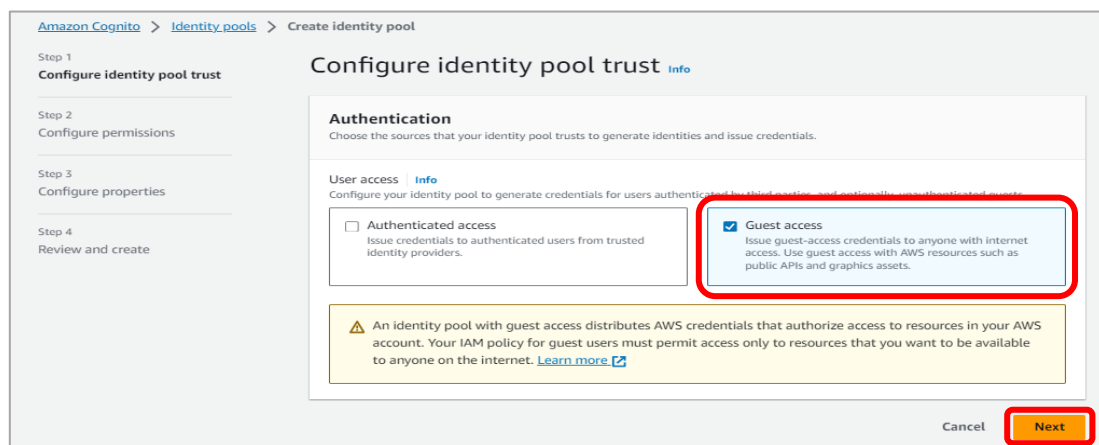 Amazon Cognito > Identity pools > Create identity pool
Step 1
Configure identity pool trust
Step 2
Configure permissions
Step 3
Configure properties
Step 4
Review and create
Configure identity pool trust Info
Authentication
Choose the sources that your identity pool trusts to generate identities and issue credentials.
User access Info
Configure your identity pool to generate credentials for users authenticated by third parties, and optionally, unauthenticated guests.
Authenticated access
Issue credentials to authenticated users from trusted
identity providers.
Guest access
Issue guest-access credentials to anyone with internet
access. Use guest access with AWS resources such as
public APIs and graphics assets.
An identity pool with guest access distributes AWS credentials that authorize access to resources in your AWS
account. Your IAM policy for guest users must permit access only to resources that you want to be available
to anyone on the internet. Learn more
Cancel
Next